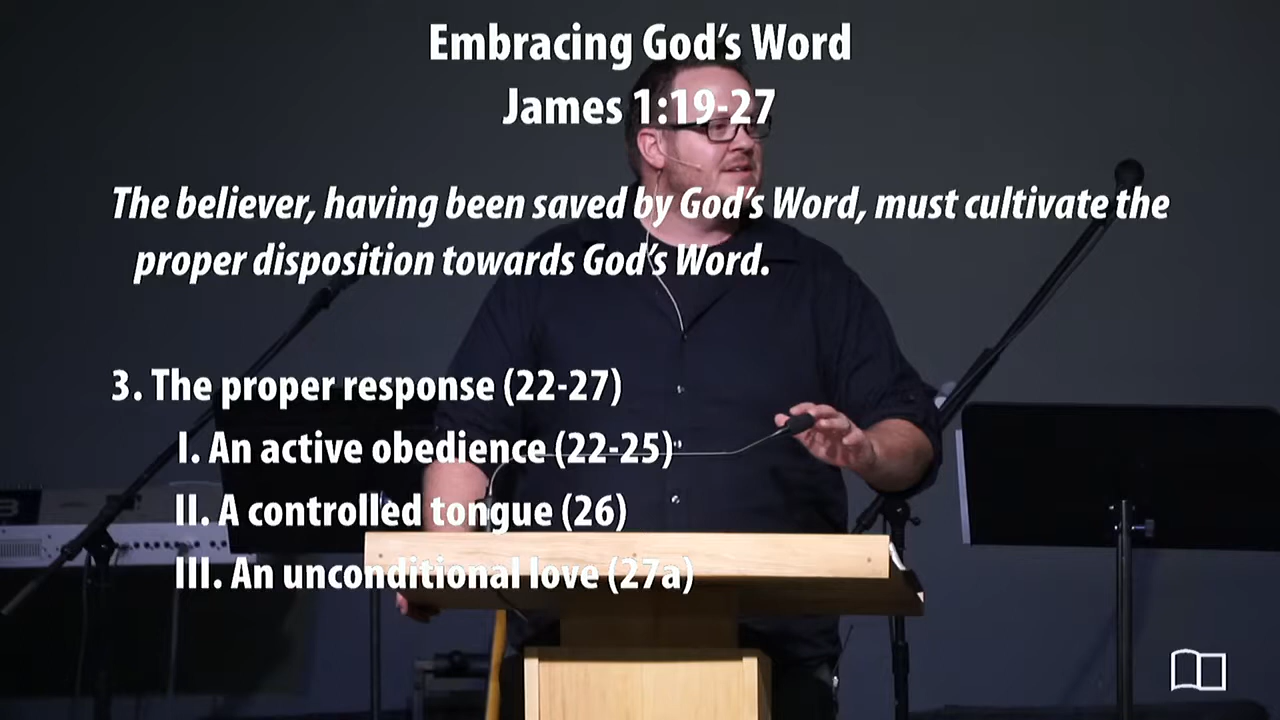 Embracing God's Word
James 1:19-27
The believer, having been saved by God's Word, must cultivate the
proper disposition towards God's Word.
3. The proper response (22-27)
I. An active obedience (22-25)
II. A controlled tongue (26)
III. An unconditional love (27a)